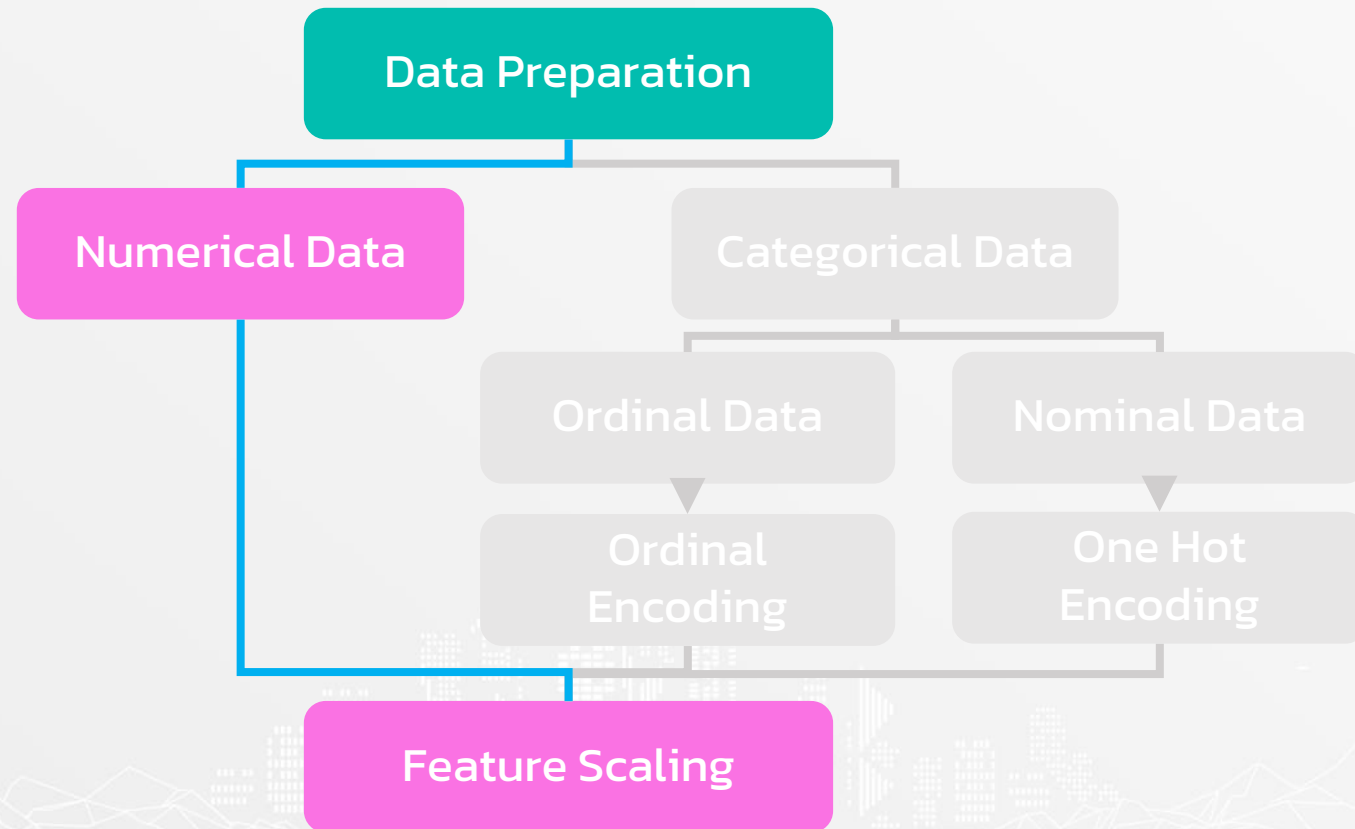 Data Preparation
Numerical Data
Categorical Data
Ordinal Data
Nominal Data
Ordinal
Encoding
One Hot
Encoding
Feature Scaling